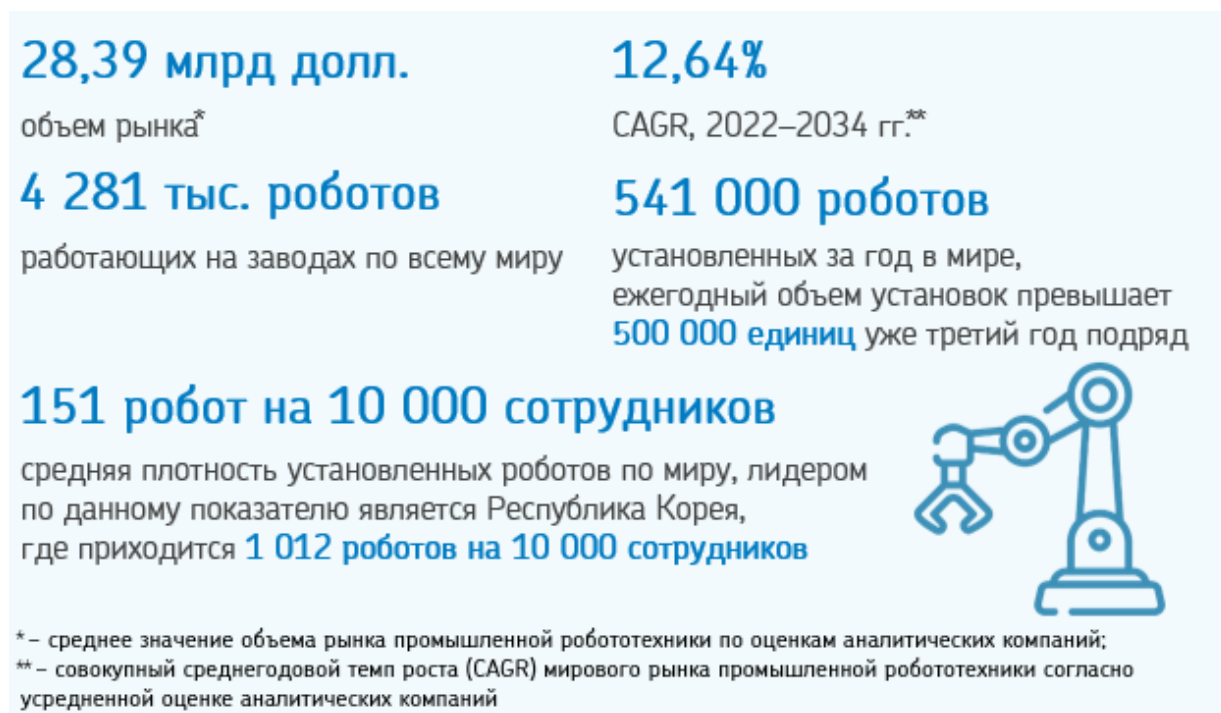 28,39 млрд долл.
объем рынка*
12,64%
CAGR, 2022–2034 гг.**
4 281 тыс. роботов
работающих на заводах по всему миру
541 000 роботов
установленных за год в мире,
ежегодный объем установок превышает
500 000 единиц уже третий год подряд
151 робот на 10 000 сотрудников
средняя плотность установленных роботов по миру, лидером
по данному показателю является Республика Корея,
где приходится 1 012 роботов на 10 000 сотрудников
* – среднее значение объема рынка промышленной робототехники по оценкам аналитических компаний;
** – совокупный среднегодовой темп роста (CAGR) мирового рынка промышленной робототехники согласно
усредненной оценке аналитических компаний